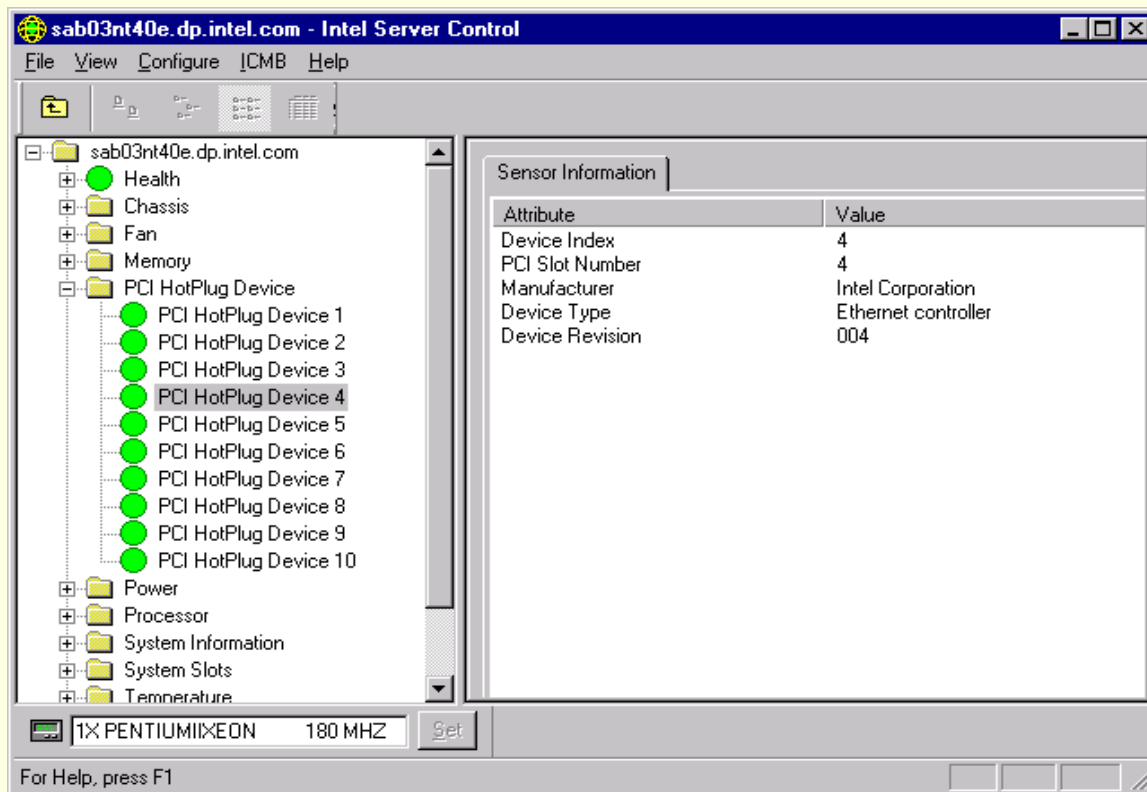 sab03nt40e.dp.intel.com - Intel Server Control
File View Configure ICMB Help
sab03nt40e.dp.intel.com
Health
Chassis
Fan
Memory
PCI HotPlug Device
PCI HotPlug Device 1
PCI HotPlug Device 2
PCI HotPlug Device 3
PCI HotPlug Device 4
PCI HotPlug Device 5
PCI HotPlug Device 6
PCI HotPlug Device 7
PCI HotPlug Device 8
PCI HotPlug Device 9
PCI HotPlug Device 10
Power
Processor
System Information
System Slots
Temperature
Sensor Information
Attribute Value
Device Index 4
PCI Slot Number 4
Manufacturer Intel Corporation
Device Type Ethernet controller
Device Revision 004
1X PENTIUMIIXEON 180 MHZ Set
For Help, press F1